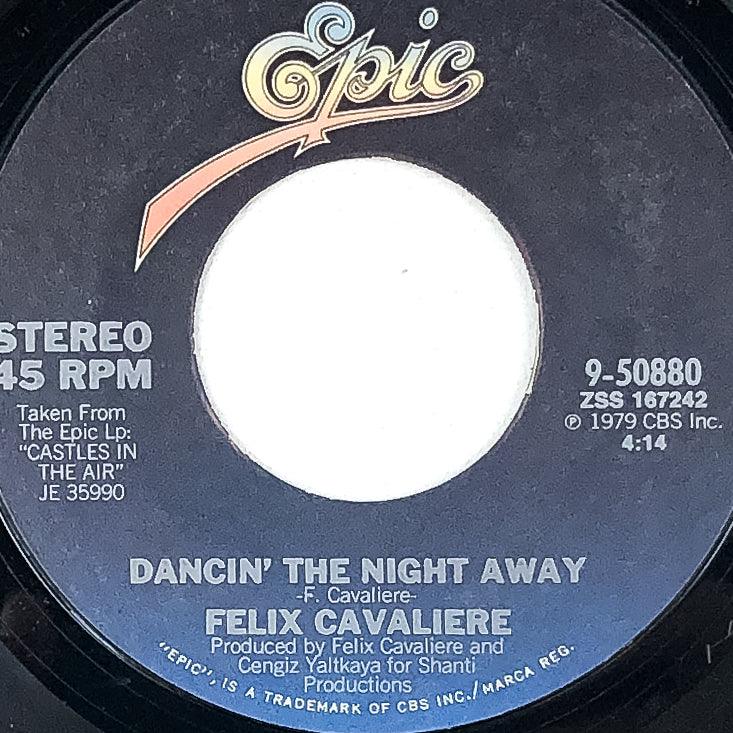 Epic
STEREO
45 RPM
Taken From
The Epic Lp:
"CASTLES IN
THE AIR"
JE 35990
9-50880
ZSS 167242
℗ 1979 CBS Inc.
4:14
DANCIN' THE NIGHT AWAY
-F. Cavaliere-
FELIX CAVALIERE
Produced by Felix Cavaliere and
Cengiz Yaltkaya for Shanti
Productions
"EPIC", IS A TRADEMARK OF CBS INC./MARCA REG.